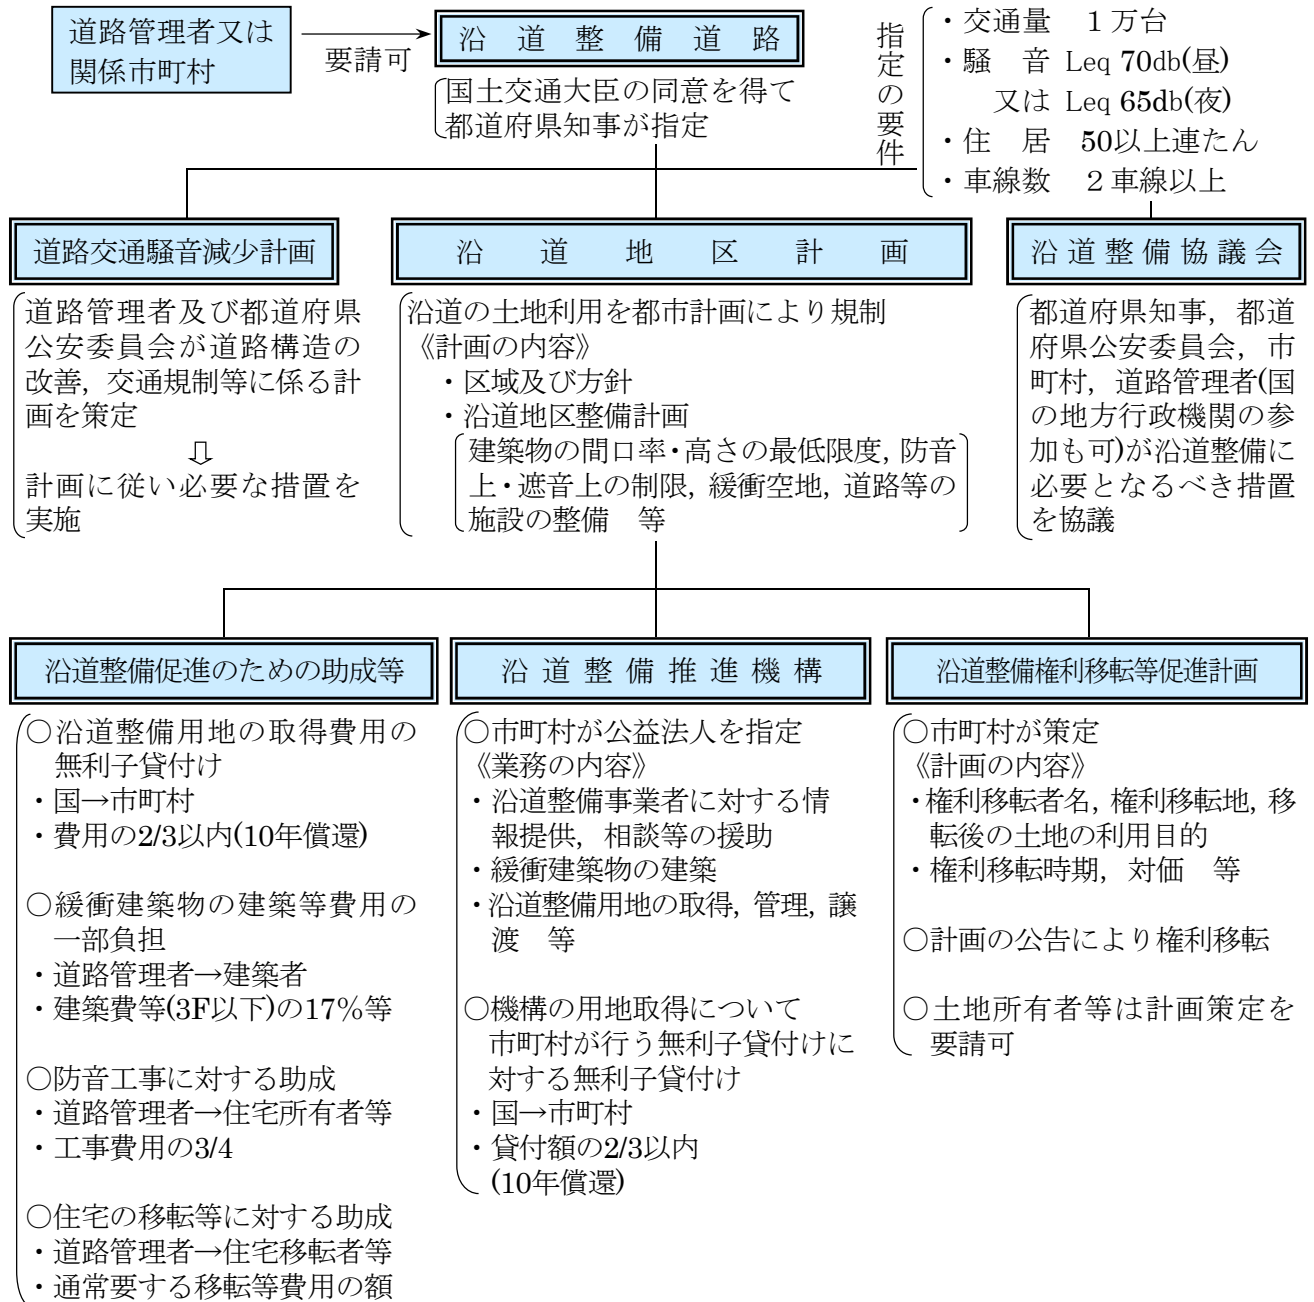 道路管理者又は
関係市町村
要請可
沿道整備道路
国土交通大臣の同意を得て
都道府県知事が指定
指定の要件
・交通量　１万台
・騒　音 Leq 70db(昼)
又は Leq 65db(夜)
・住　居　50以上連たん
・車線数　２車線以上
道路交通騒音減少計画
道路管理者及び都道府県
公安委員会が道路構造の
改善, 交通規制等に係る計
画を策定
⇩
計画に従い必要な措置を
実施
沿道地区計画
沿道の土地利用を都市計画により規制
《計画の内容》
・区域及び方針
・沿道地区整備計画
建築物の間口率・高さの最低限度, 防音
上・遮音上の制限, 緩衝空地, 道路等の
施設の整備　等
沿道整備協議会
都道府県知事, 都道
府県公安委員会, 市
町村, 道路管理者(国
の地方行政機関の参
加も可)が沿道整備に
必要となるべき措置
を協議
沿道整備促進のための助成等
○沿道整備用地の取得費用の
無利子貸付け
・国→市町村
・費用の2/3以内(10年償還)
○緩衝建築物の建築等費用の
一部負担
・道路管理者→建築者
・建築費等(3F以下)の17％等
○防音工事に対する助成
・道路管理者→住宅所有者等
・工事費用の3/4
○住宅の移転等に対する助成
・道路管理者→住宅移転者等
・通常要する移転等費用の額
沿道整備推進機構
○市町村が公益法人を指定
《業務の内容》
・沿道整備事業者に対する情
報提供, 相談等の援助
・緩衝建築物の建築
・沿道整備用地の取得, 管理, 譲
渡　等
○機構の用地取得について
市町村が行う無利子貸付けに
対する無利子貸付け
・国→市町村
・貸付額の2/3以内
(10年償還)
沿道整備権利移転等促進計画
○市町村が策定
《計画の内容》
・権利移転者名, 権利移転地, 移
転後の土地の利用目的
・権利移転時期, 対価　等
○計画の公告により権利移転
○土地所有者等は計画策定を
要請可